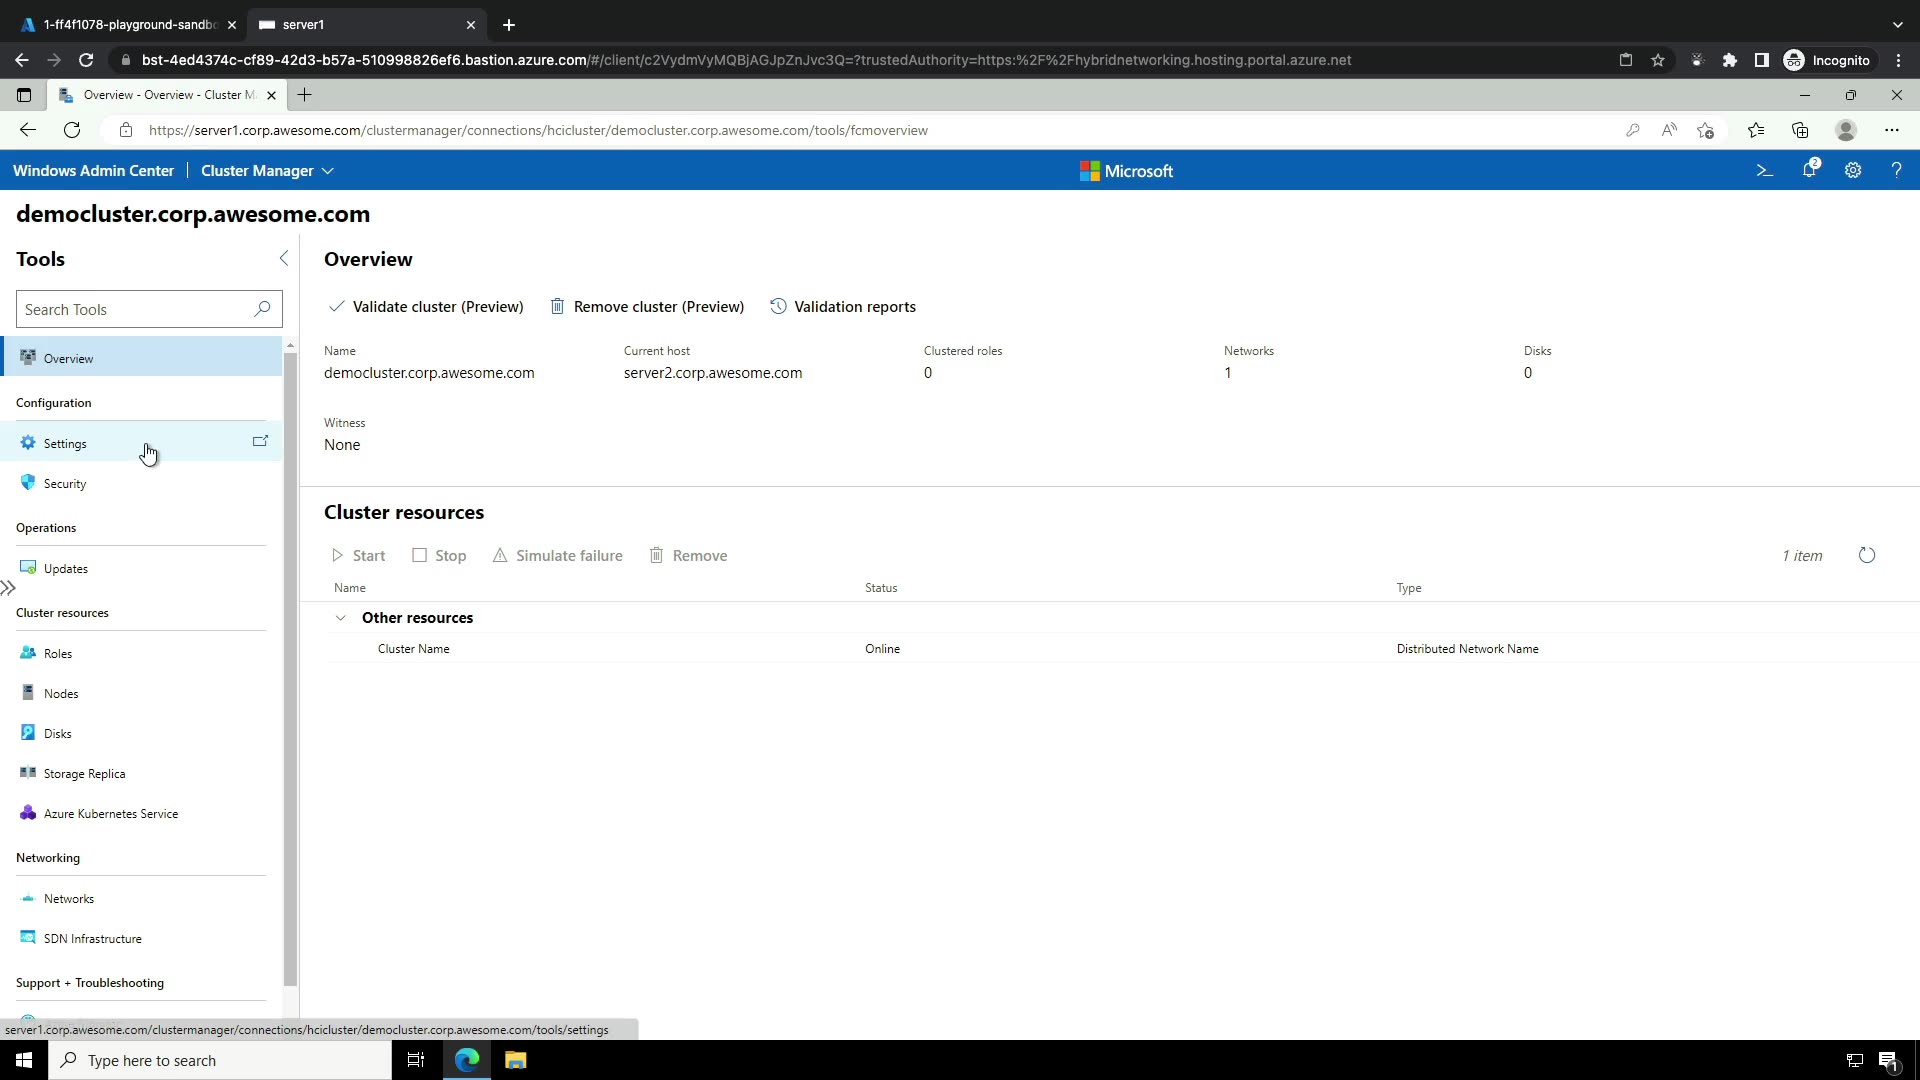 1-ff4f1078-playground-sandbo
server1
bst-4ed4374c-cf89-42d3-b57a-510998826ef6.bastion.azure.com/#/client/c2VydmVyMQBjAGJpZnJvc3Q=?trustedAuthority=https:%2F%2Fhybridnetworking.hosting.portal.azure.net
Incognito
Overview - Overview - Cluster M
https://server1.corp.awesome.com/clustermanager/connections/hcicluster/democluster.corp.awesome.com/tools/fcmoverview
Windows Admin Center | Cluster Manager
Microsoft
2
?
democluster.corp.awesome.com
Tools
Search Tools
Overview
Configuration
Settings
Security
Operations
Updates
Cluster resources
Roles
Nodes
Disks
Storage Replica
Azure Kubernetes Service
Networking
Networks
SDN Infrastructure
Support + Troubleshooting
Overview
Validate cluster (Preview) Remove cluster (Preview) Validation reports
Name Current host Clustered roles Networks Disks
democluster.corp.awesome.com server2.corp.awesome.com 0 1 0
Witness
None
Cluster resources
Start Stop Simulate failure Remove 1 item
Name Status Type
Other resources
Cluster Name Online Distributed Network Name
server1.corp.awesome.com/clustermanager/connections/hcicluster/democluster.corp.awesome.com/tools/settings
Type here to search
1